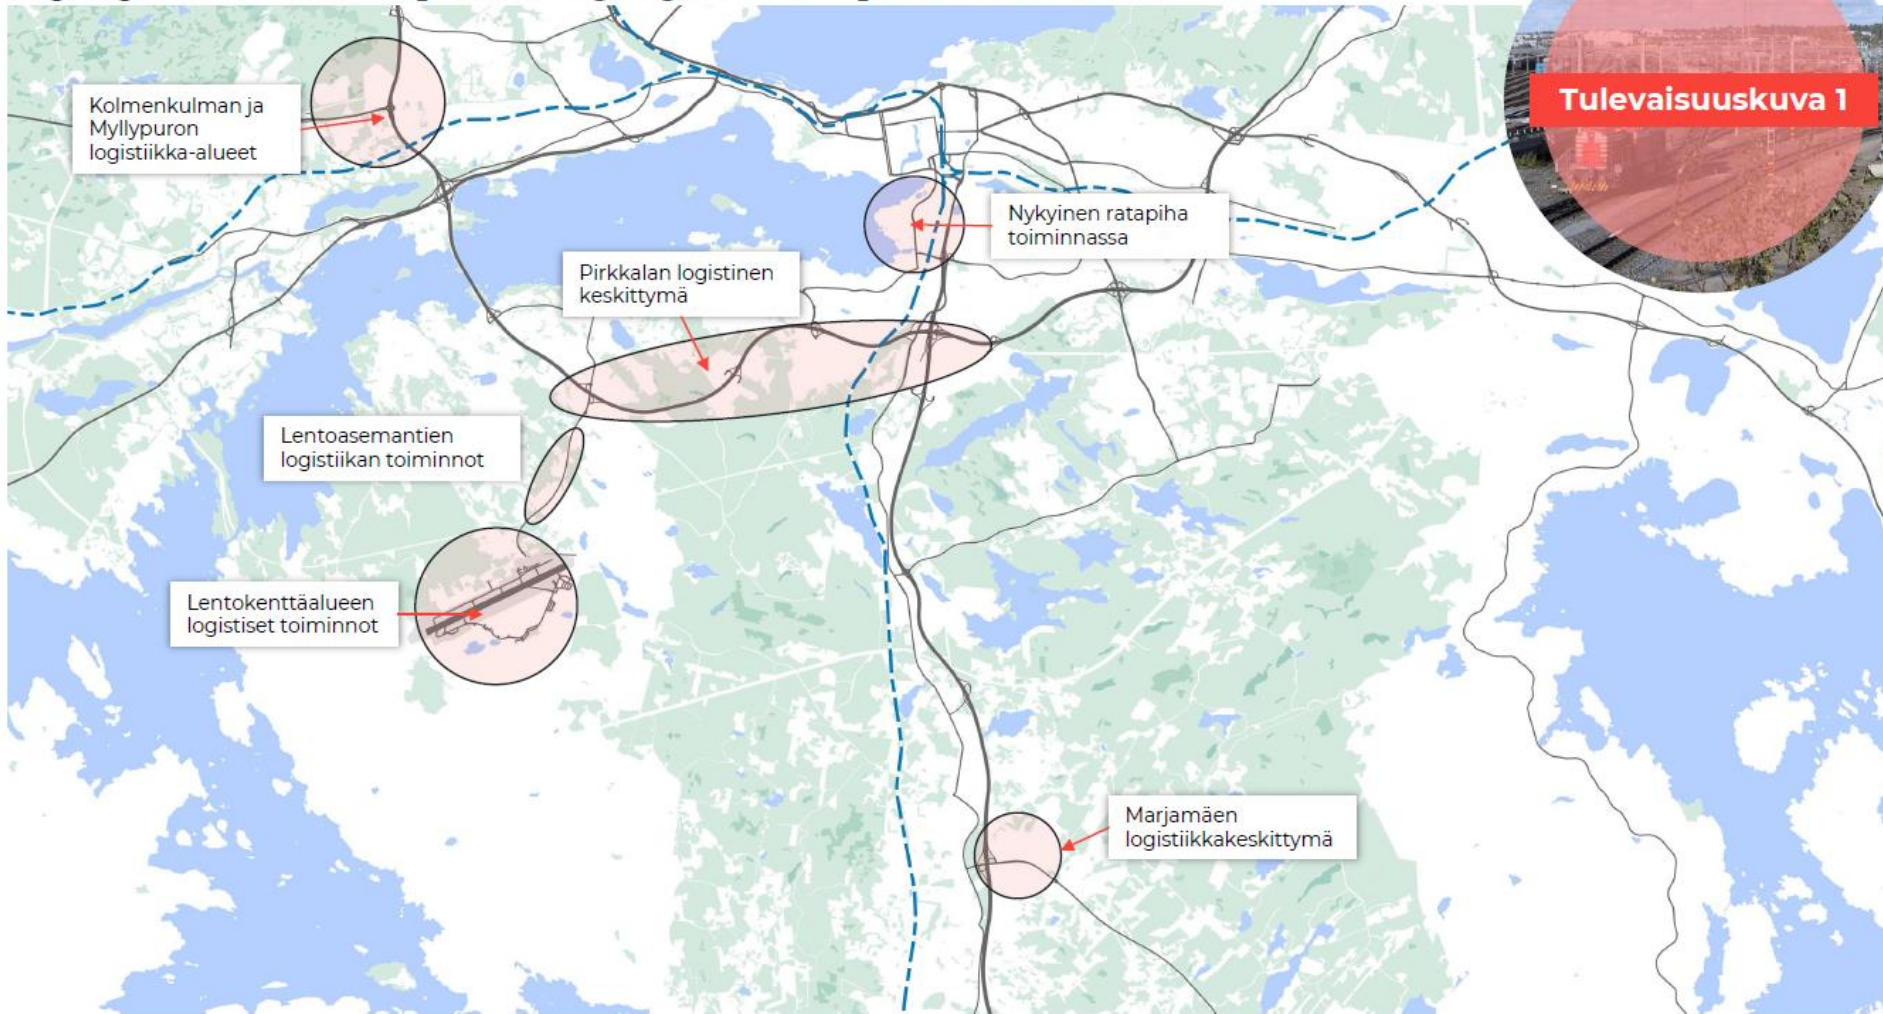 Tulevaisuuskuva 1
Kolmenkulman ja
Myllypuron
logistiikka-alueet
Nykyinen ratapiha
toiminnassa
Pirkkalan logistinen
keskittymä
Lentoasemantien
logistiikan toiminnot
Lentokenttäalueen
logistiset toiminnot
Marjamäen
logistiikkakeskittymä